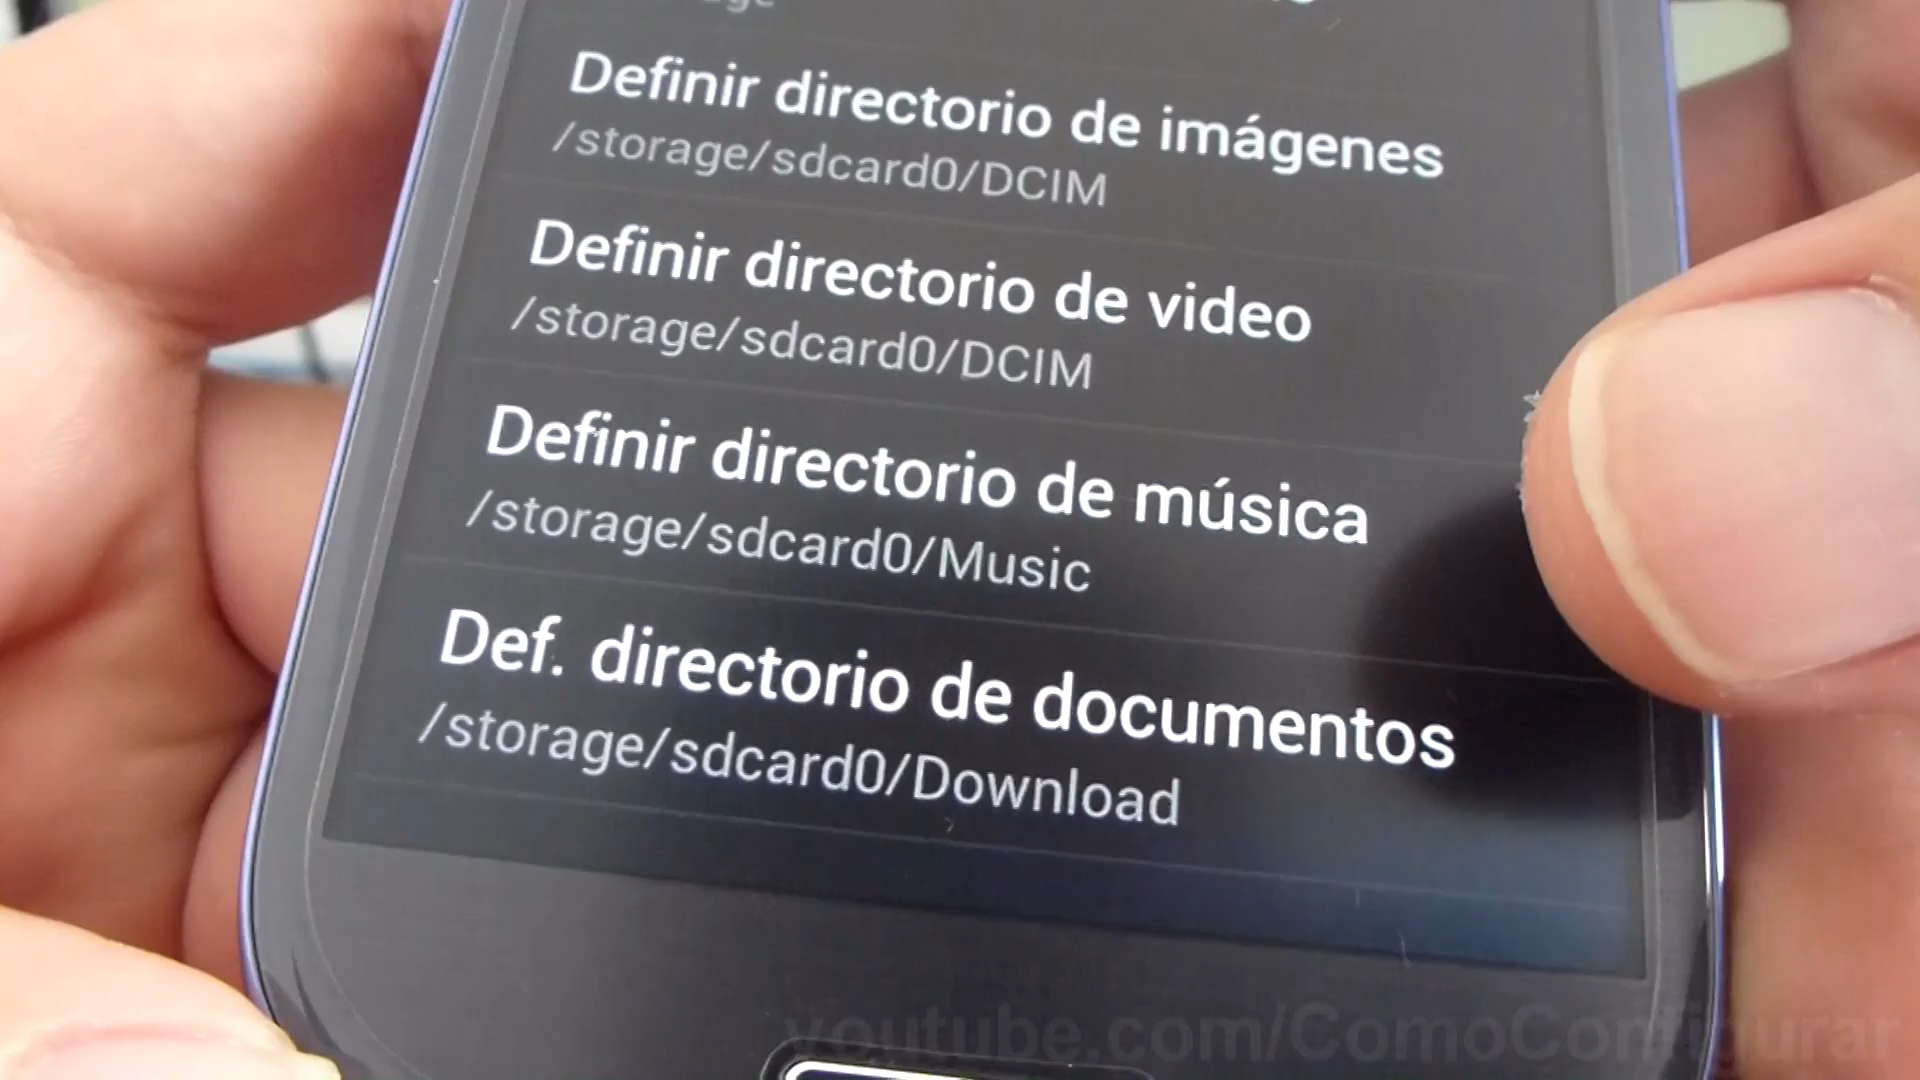 Definir directorio de imágenes
/storage/sdcard0/DCIM
Definir directorio de video
/storage/sdcard0/DCIM
Definir directorio de música
/storage/sdcard0/Music
Def. directorio de documentos
/storage/sdcard0/Download
youtube.com/ComoConfigurar